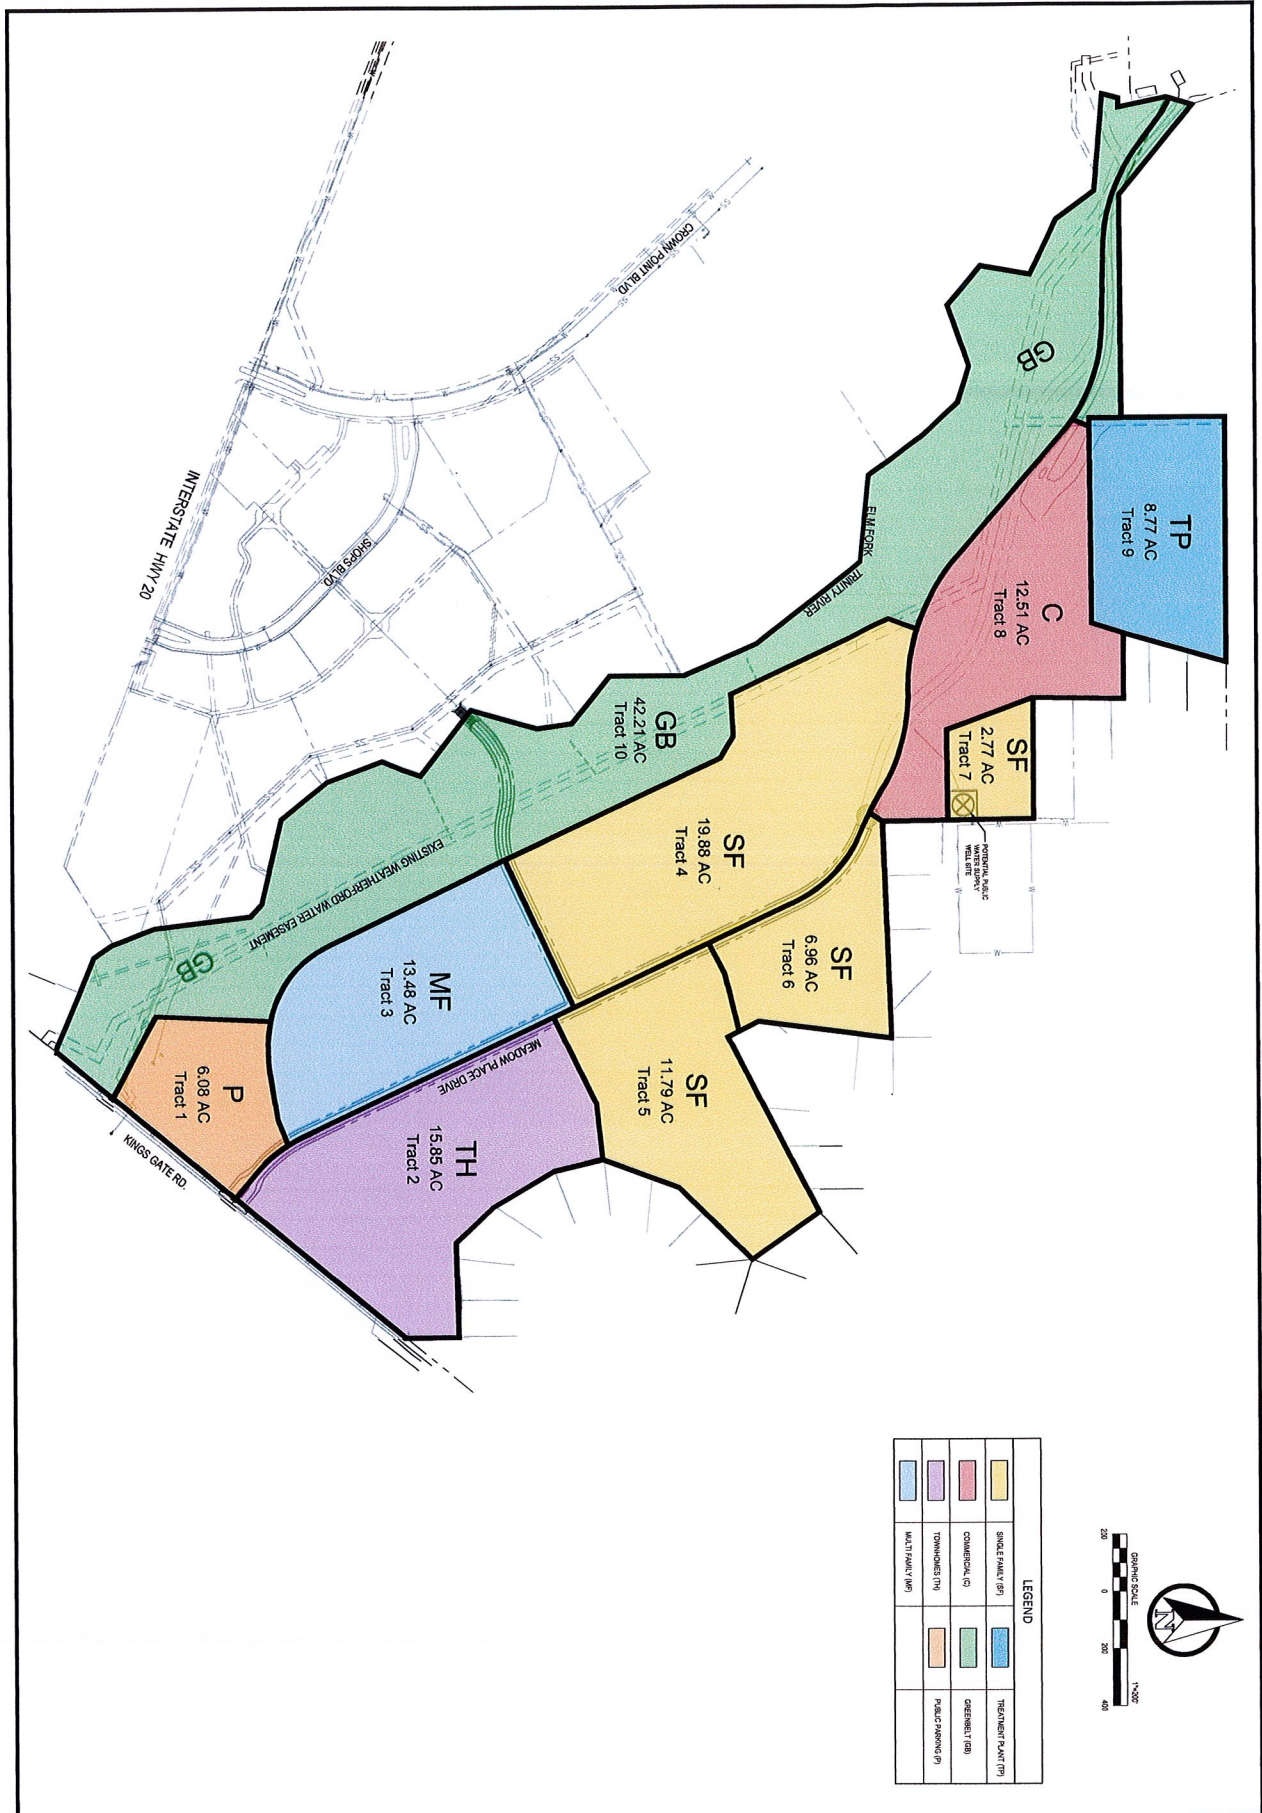 TP
8.77 AC
Tract 9
C
12.51 AC
Tract 8
SF
2.77 AC
Tract 7
POTENTIAL PUBLIC
WATER SUPPLY
WELL SITE
GB
ELM FORK
TRINITY RIVER
CROWN POINT BLVD
SS
SS
SS
SHOPS BLVD
INTERSTATE HWY 20
GB
42.21 AC
Tract 10
SF
19.88 AC
Tract 4
SF
6.96 AC
Tract 6
SF
11.79 AC
Tract 5
EXISTING WEATHERFORD WATER EASEMENT
MF
13.48 AC
Tract 3
MEADOW PLACE DRIVE
TH
15.85 AC
Tract 2
GB
P
6.08 AC
Tract 1
KINGS GATE RD.
N
GRAPHIC SCALE
1"=200'
200 0 200 400
LEGEND
SINGLE FAMILY (SF)
TREATMENT PLANT (TP)
COMMERCIAL (C)
GREENBELT (GB)
TOWNHOMES (TH)
PUBLIC PARKING (P)
MULTI FAMILY (MF)